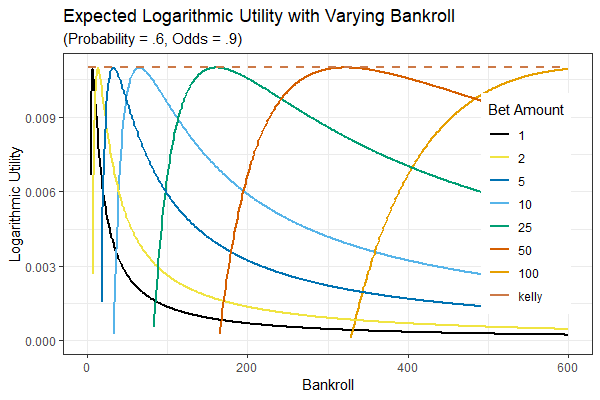 Expected Logarithmic Utility with Varying Bankroll
(Probability = .6, Odds = .9)
Logarithmic Utility
0.009
0.006
0.003
0.000
0
200
400
600
Bankroll
Bet Amount
1
2
5
10
25
50
100
kelly